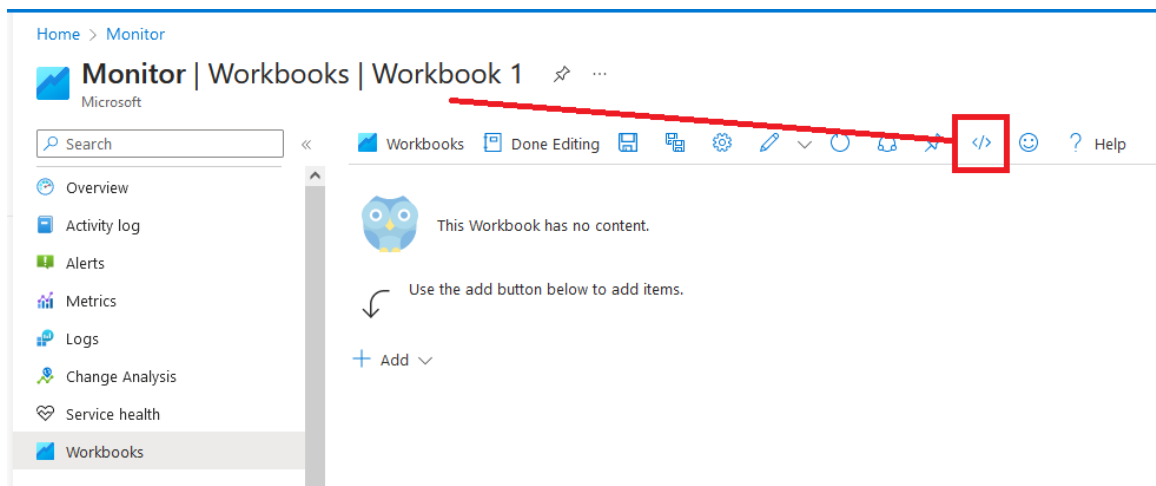 Home > Monitor
Monitor | Workbooks | Workbook 1 ...
Microsoft
Search «
Workbooks Done Editing </> ? Help
Overview
Activity log
Alerts
Metrics
Logs
Change Analysis
Service health
Workbooks
This Workbook has no content.
Use the add button below to add items.
+ Add